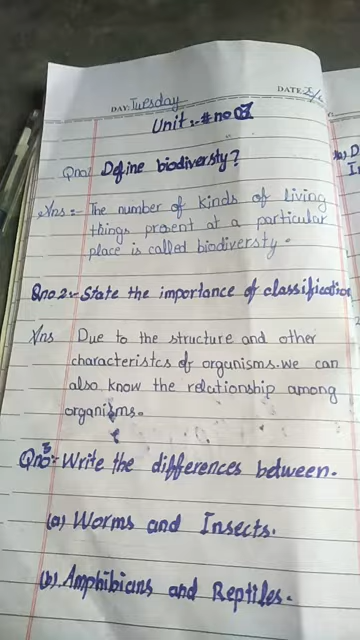 DAY: Tuesday
DATE:
Unit:-#no 07
Qno: Define biodiversty?
Ans:- The number of kinds of living
things present at a particular
place is called biodiversty.
Qno 2:- State the importance of classification
Ans Due to the structure and other
characteristcs of organisms.we can
also know the relationship among
organisms.
Qno3:- Write the differences between.
(a) Worms and Insects.
(b). Amphibians and Reptiles.